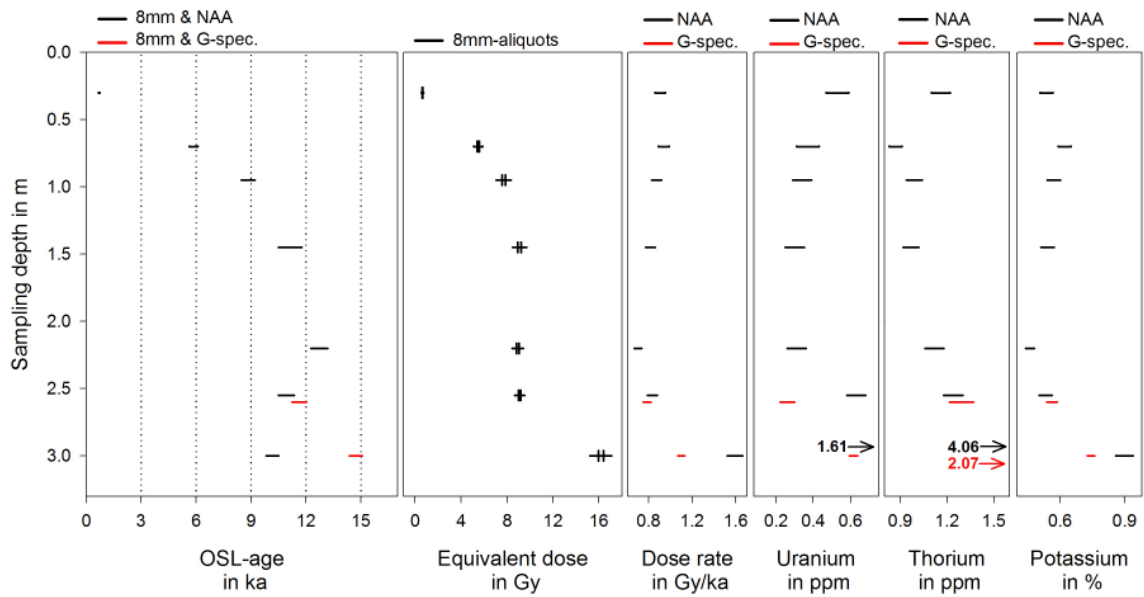 8mm & NAA
8mm & G-spec.
8mm-aliquots
NAA
G-spec.
NAA
G-spec.
NAA
G-spec.
NAA
G-spec.
Sampling depth in m
0.0
0.5
1.0
1.5
2.0
2.5
3.0
1.61
4.06
2.07
0 3 6 9 12 15
0 4 8 12 16
0.8 1.2 1.6
0.2 0.4 0.6
0.9 1.5
0.6 0.9
OSL-age
in ka
Equivalent dose
in Gy
Dose rate
in Gy/ka
Uranium
in ppm
Thorium
in ppm
Potassium
in %